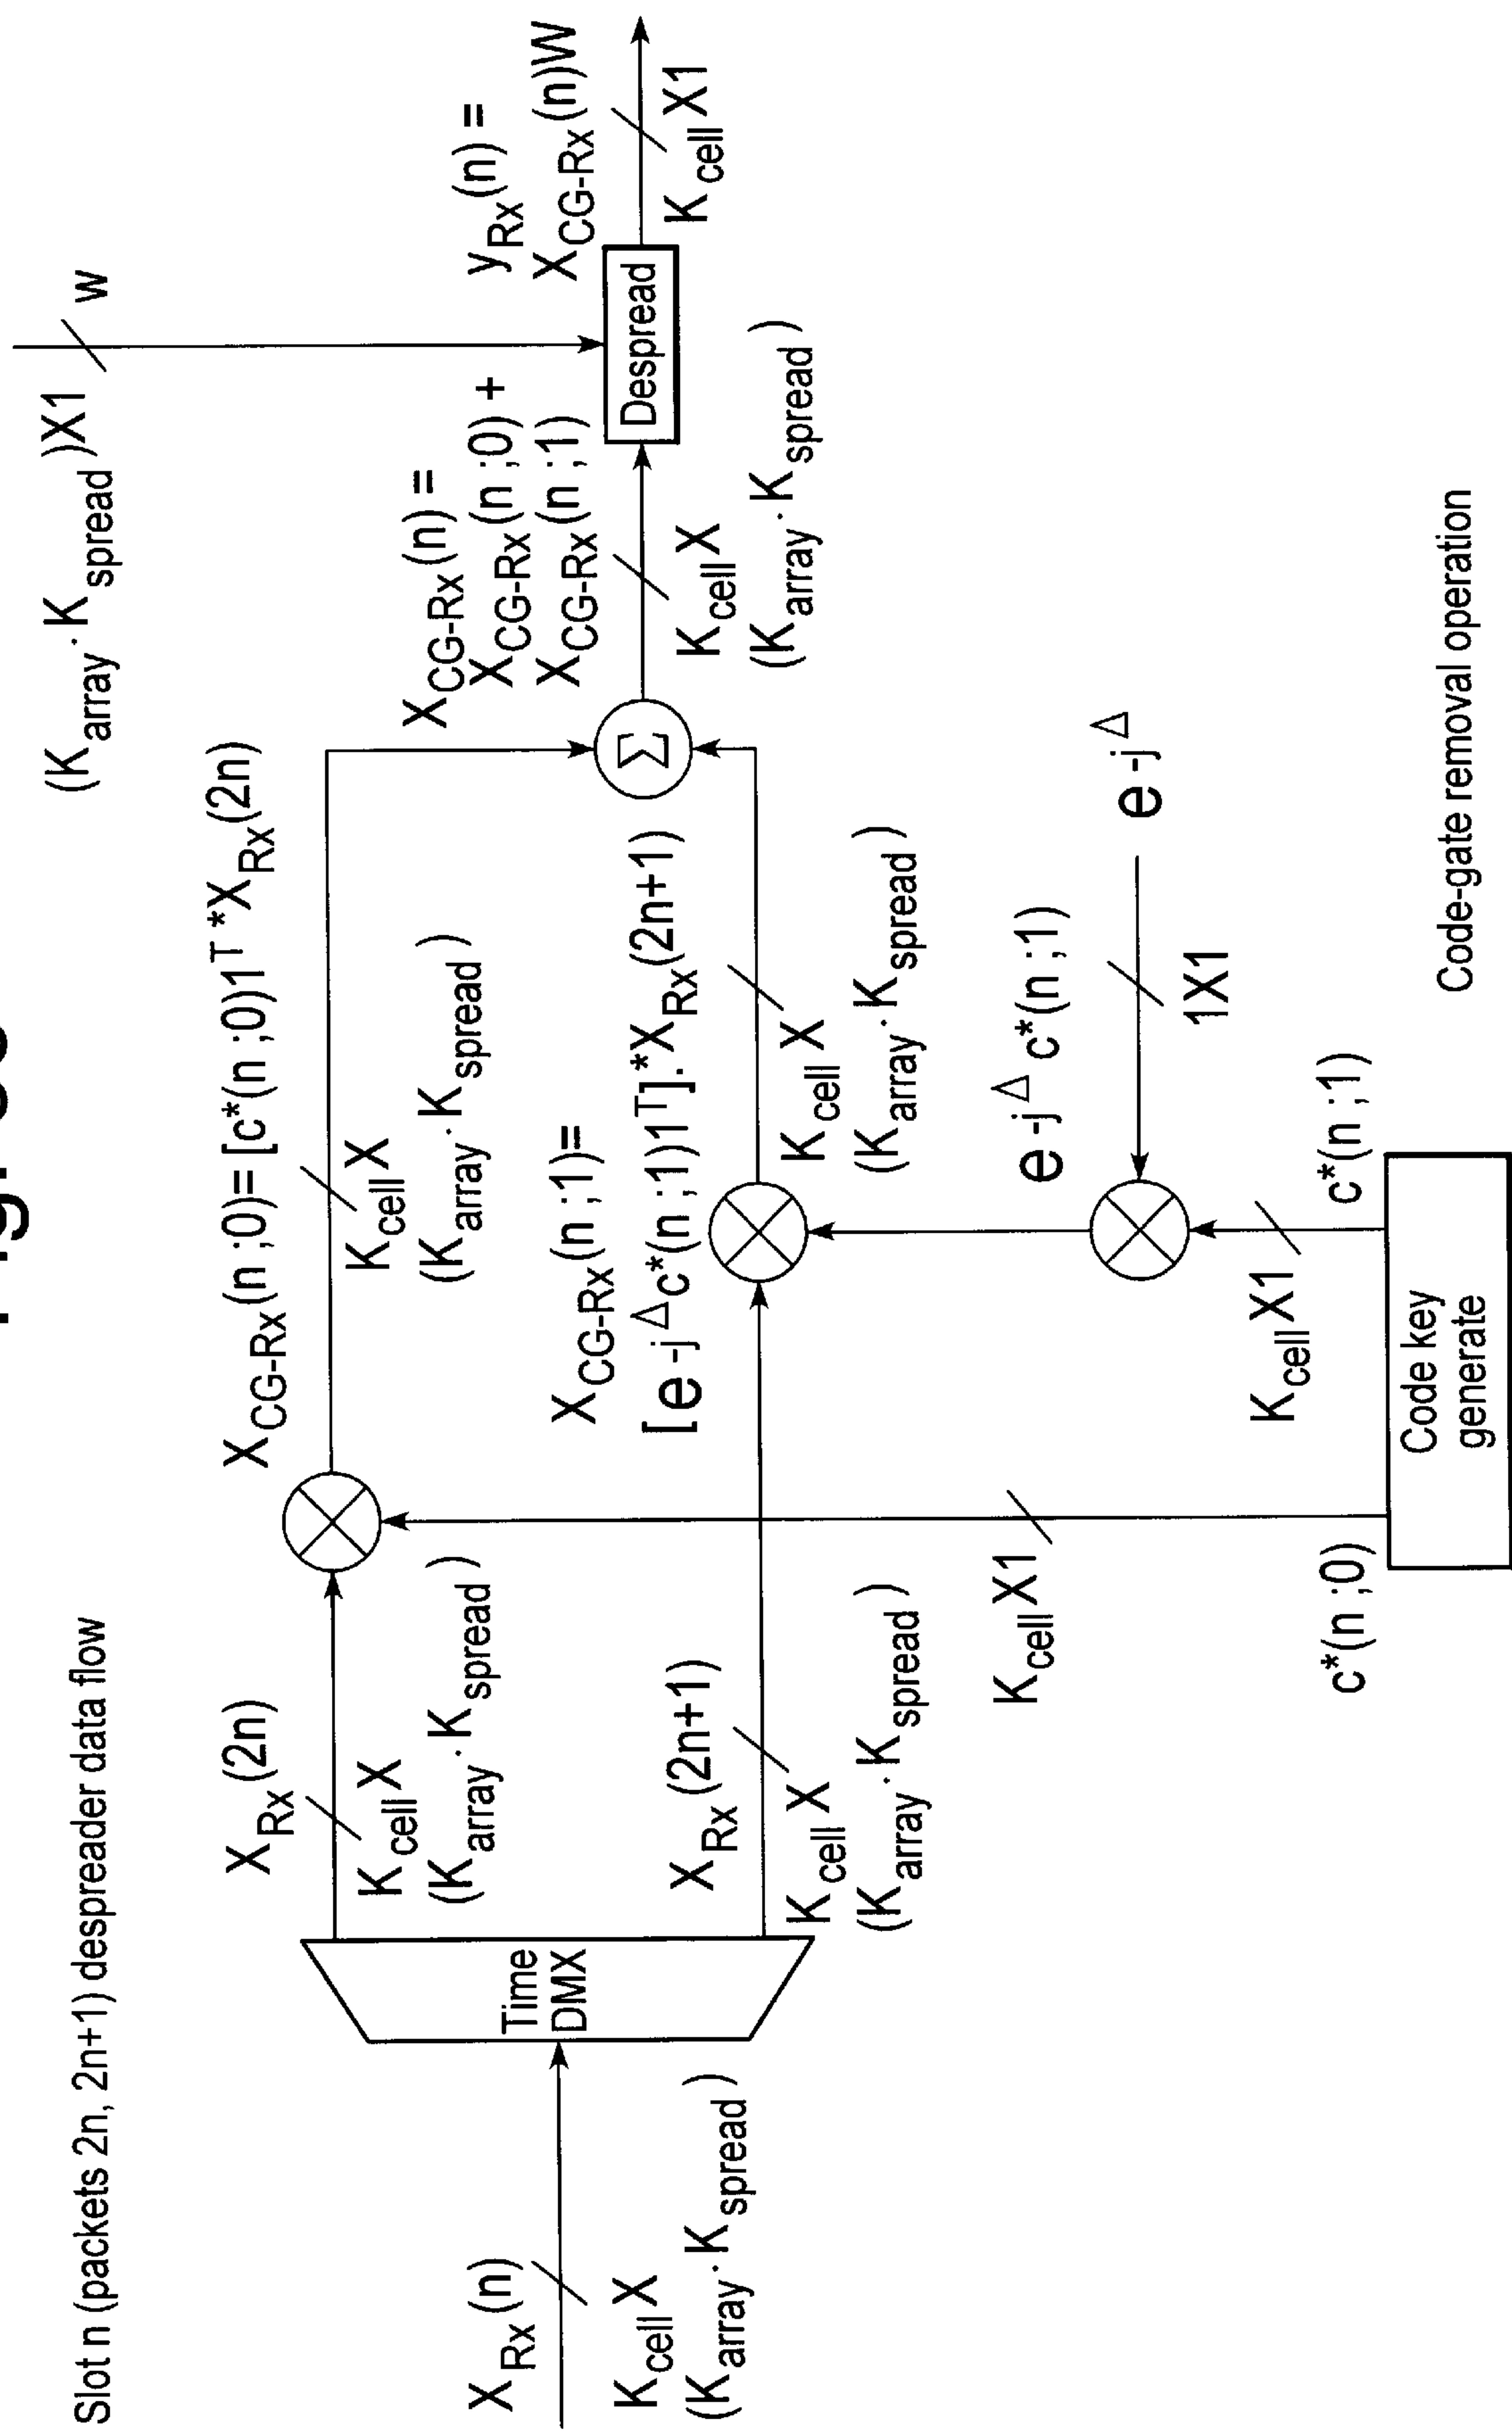 Slot n (packets 2n, 2n+1) despreader data flow
X_Rx(n)
K_cell X
(K_array · K_spread)
Time
DMX
X_Rx(2n)
K_cell X
(K_array · K_spread)
X_Rx(2n+1)
K_cell X
(K_array · K_spread)
X_CG-Rx(n ;0)= [c*(n ;0)1^T *X_Rx(2n)
K_cell X
(K_array · K_spread)
X_CG-Rx(n ;1)=
[e^-jΔ c*(n ;1)1^T].*X_Rx(2n+1)
K_cell X
(K_array · K_spread)
Σ
X_CG-Rx(n) =
X_CG-Rx(n ;0) +
X_CG-Rx(n ;1)
K_cell X
(K_array · K_spread)
(K_array · K_spread)X1
w
Despread
y_Rx(n) =
X_CG-Rx(n)W
K_cell X1
K_cell X1
c*(n ;0)
Code key
generate
K_cell X1
c*(n ;1)
e^-jΔ c*(n ;1)
1X1
e^-jΔ
Code-gate removal operation